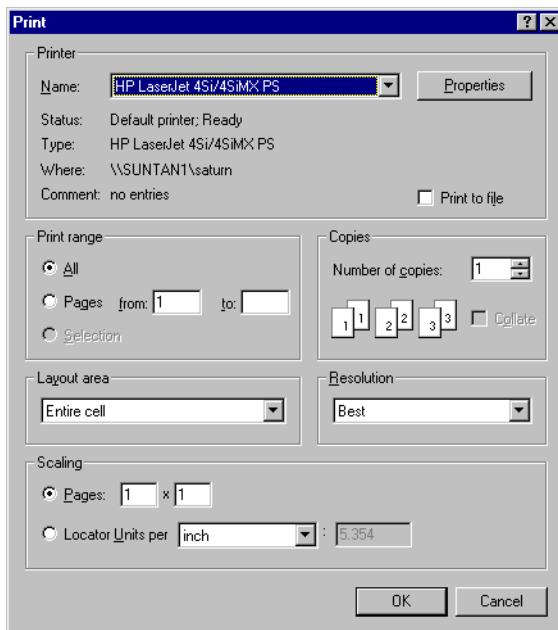 Print
Printer
Name: HP LaserJet 4Si/4SiMX PS Properties
Status: Default printer; Ready
Type: HP LaserJet 4Si/4SiMX PS
Where: \\SUNTAN1\saturn
Comment: no entries Print to file
Print range Copies
All Number of copies: 1
Pages from: 1 to:
1 1 2 2 3 3 Collate
Selection
Layout area Resolution
Entire cell Best
Scaling
Pages: 1 x 1
Locator Units per inch : 5.354
OK Cancel